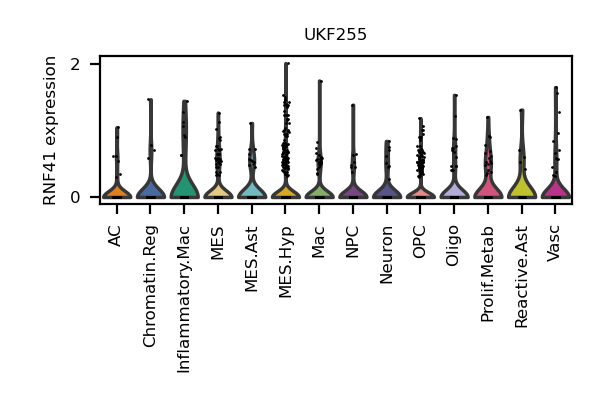 UKF255
RNF41 expression
2
0
AC
Chromatin.Reg
Inflammatory.Mac
MES
MES.Ast
MES.Hyp
Mac
NPC
Neuron
OPC
Oligo
Prolif.Metab
Reactive.Ast
Vasc